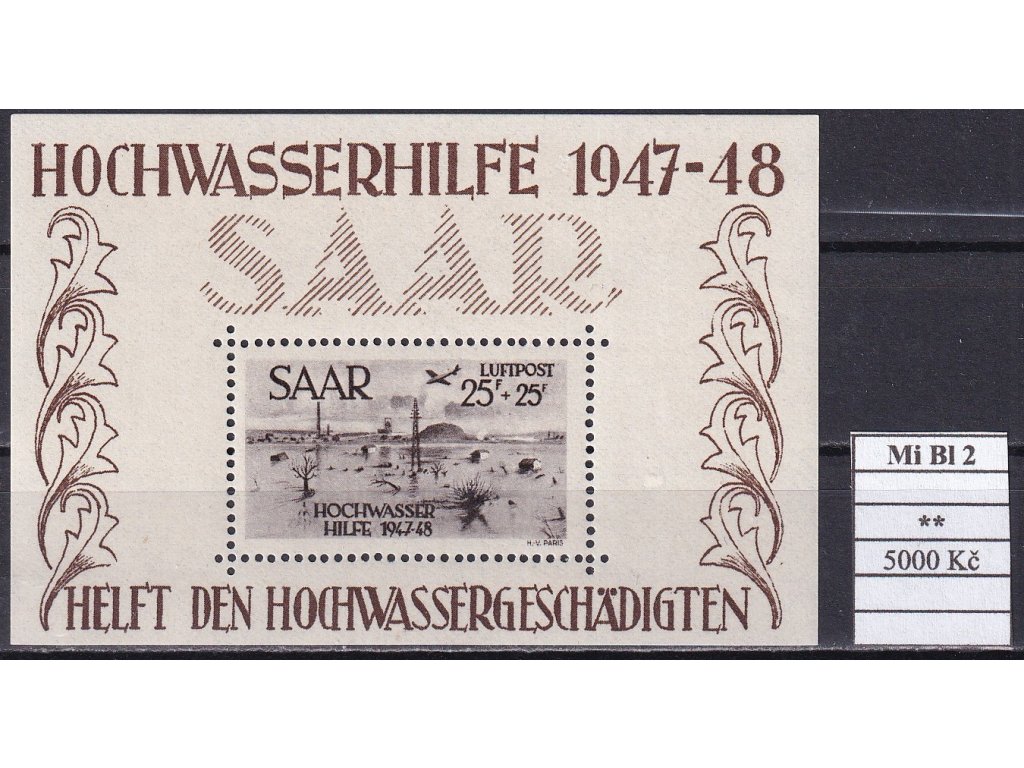 HOCHWASSERHILFE 1947-48
SAAR
SAAR
LUFTPOST
25F + 25F
HOCHWASSER
HILFE 1947-48
H.-V. PARIS
HELFT DEN HOCHWASSERGESCHÄDIGTEN
Mi Bl 2
**
5000 Kč